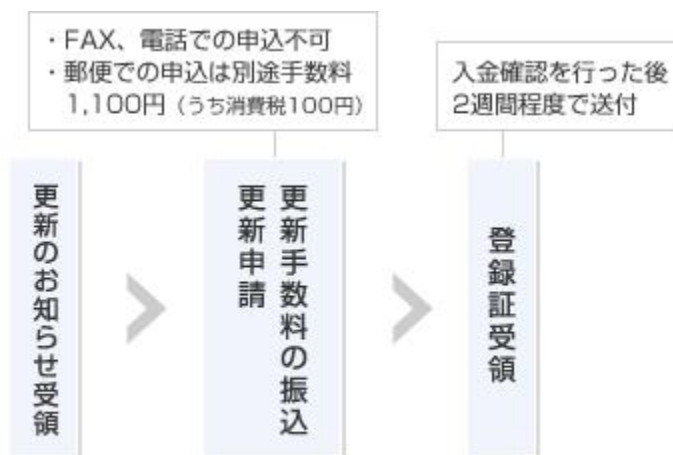 ・FAX、電話での申込不可
・郵便での申込は別途手数料
1,100円（うち消費税100円）
入金確認を行った後
2週間程度で送付
更新のお知らせ受領
更新手数料の振込
更新申請
登録証受領